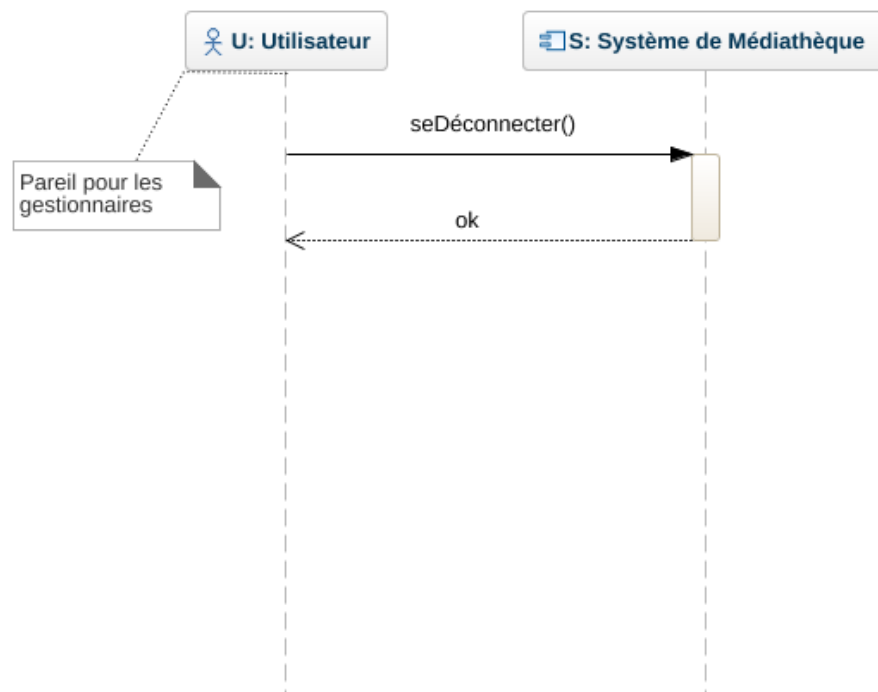 U: Utilisateur
S: Système de Médiathèque
seDéconnecter()
Pareil pour les
gestionnaires
ok